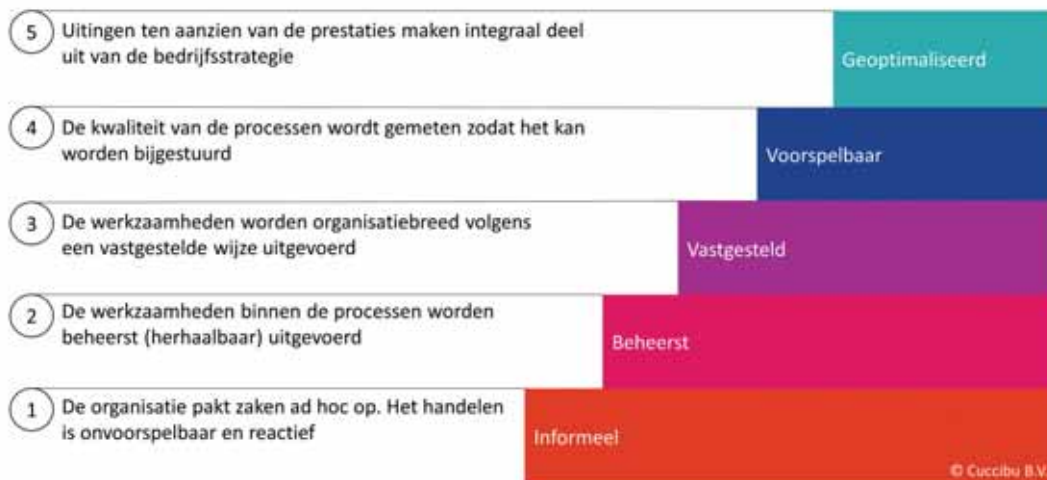 5
Uitingen ten aanzien van de prestaties maken integraal deel
uit van de bedrijfsstrategie
Geoptimaliseerd
4
De kwaliteit van de processen wordt gemeten zodat het kan
worden bijgestuurd
Voorspelbaar
3
De werkzaamheden worden organisatiebreed volgens
een vastgestelde wijze uitgevoerd
Vastgesteld
2
De werkzaamheden binnen de processen worden
beheerst (herhaalbaar) uitgevoerd
Beheerst
1
De organisatie pakt zaken ad hoc op. Het handelen
is onvoorspelbaar en reactief
Informeel
© Cuccibu B.V.